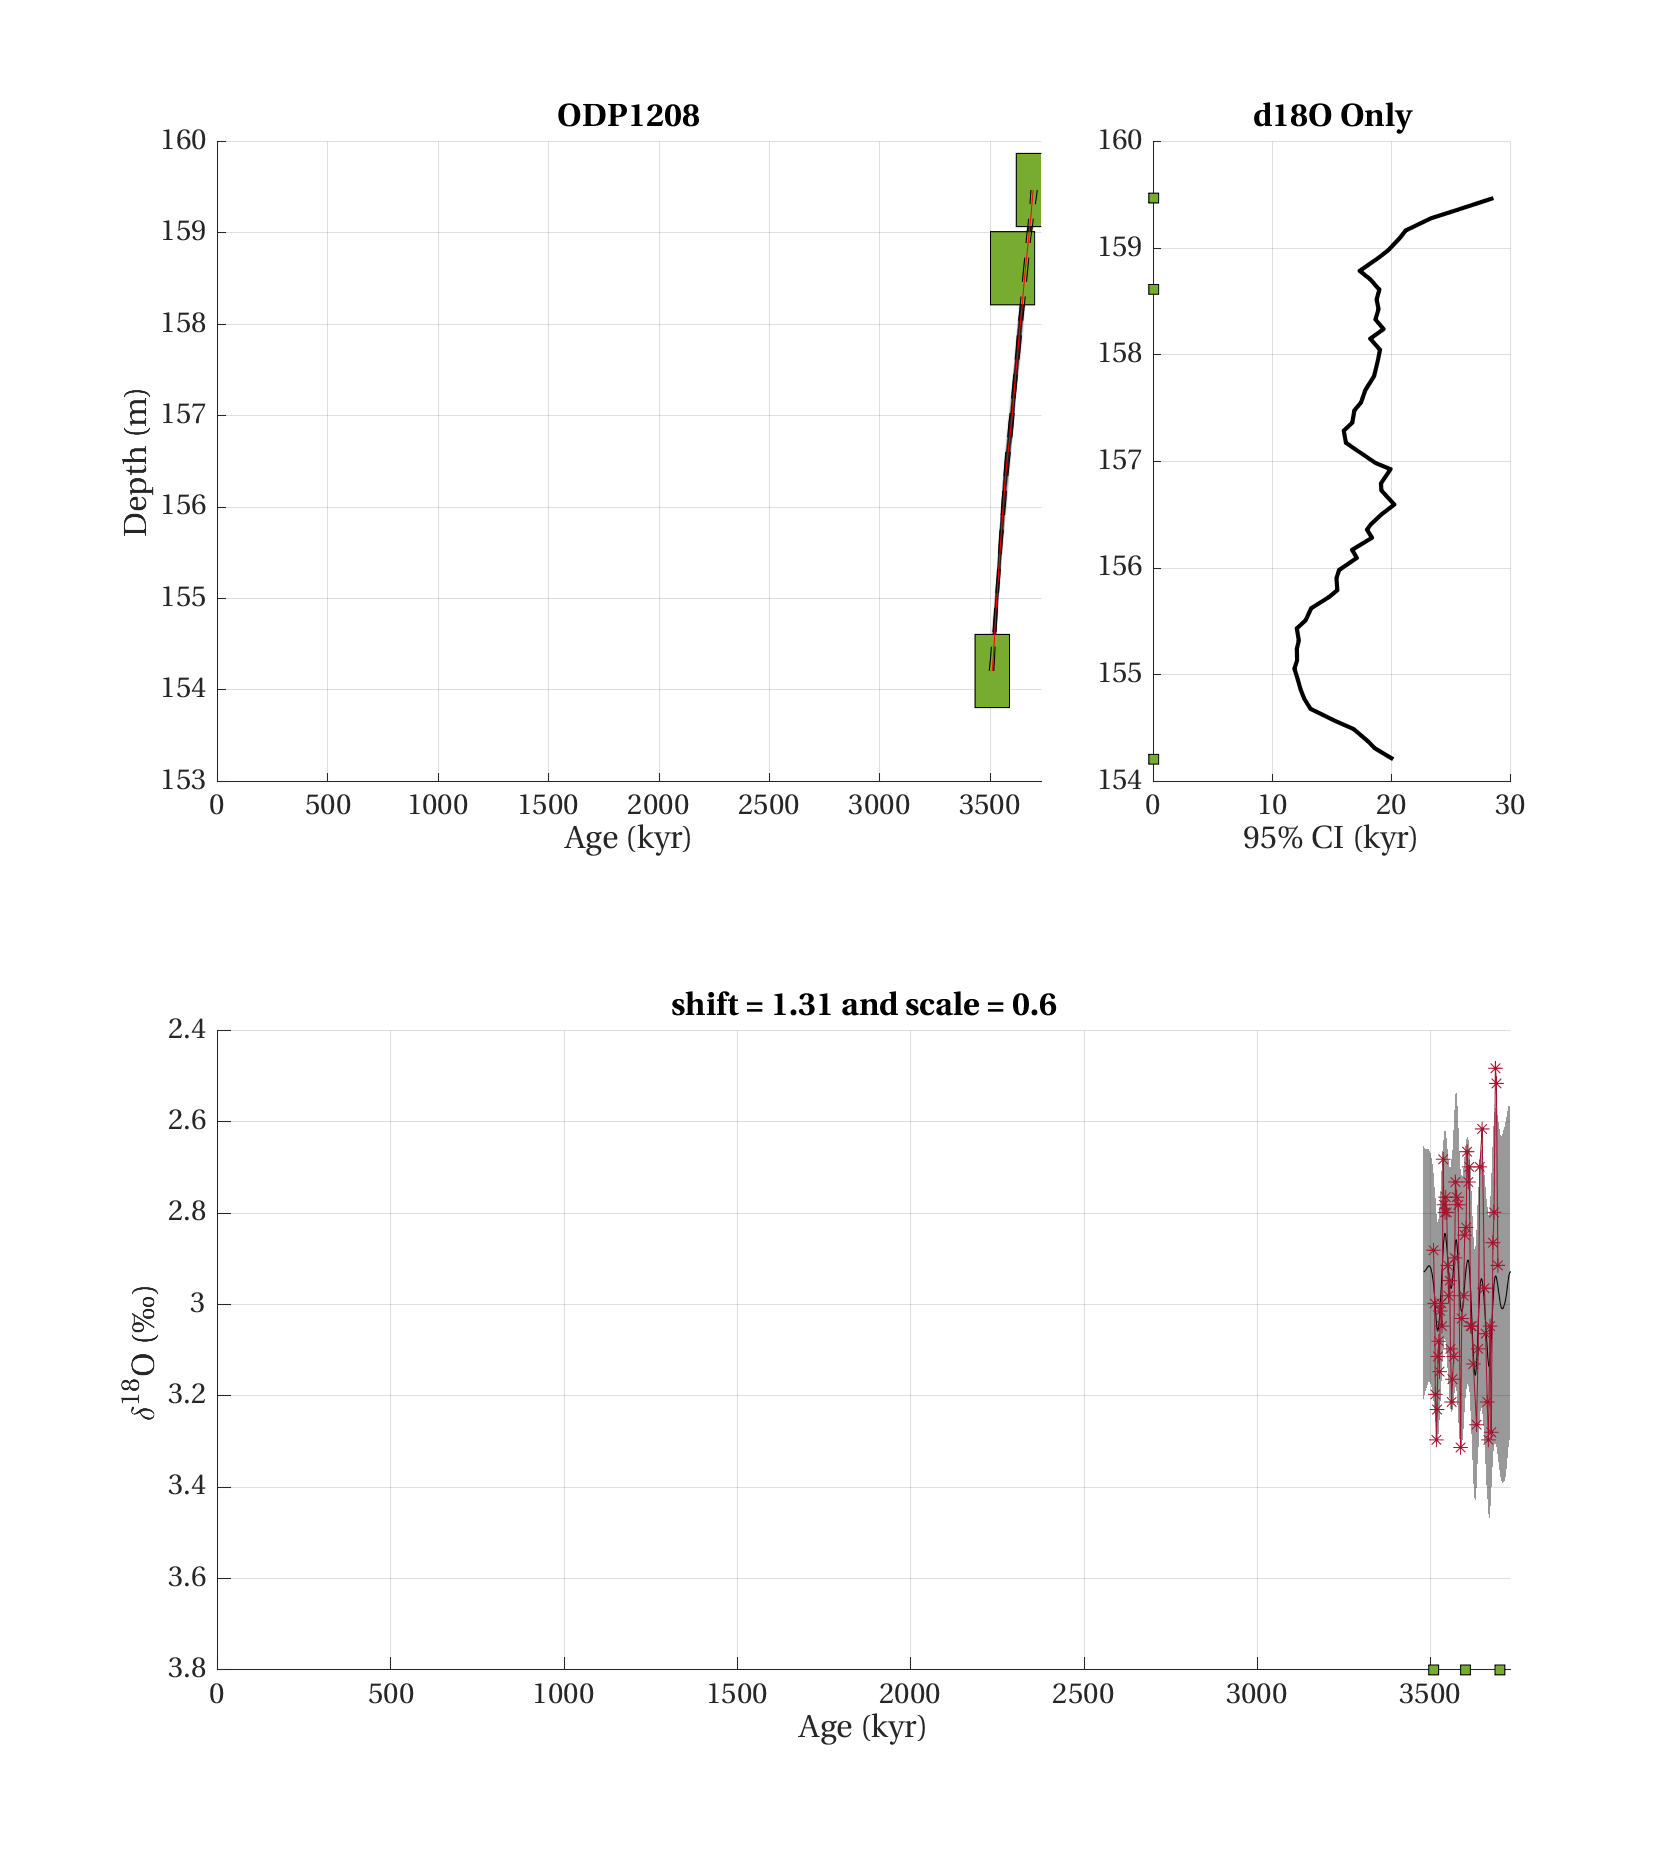 ODP1208
160
159
158
157
156
155
154
153
Depth (m)
0 500 1000 1500 2000 2500 3000 3500
Age (kyr)
d18O Only
160
159
158
157
156
155
154
0 10 20 30
95% CI (kyr)
shift = 1.31 and scale = 0.6
2.4
2.6
2.8
3
3.2
3.4
3.6
3.8
δ18O (‰)
0 500 1000 1500 2000 2500 3000 3500
Age (kyr)